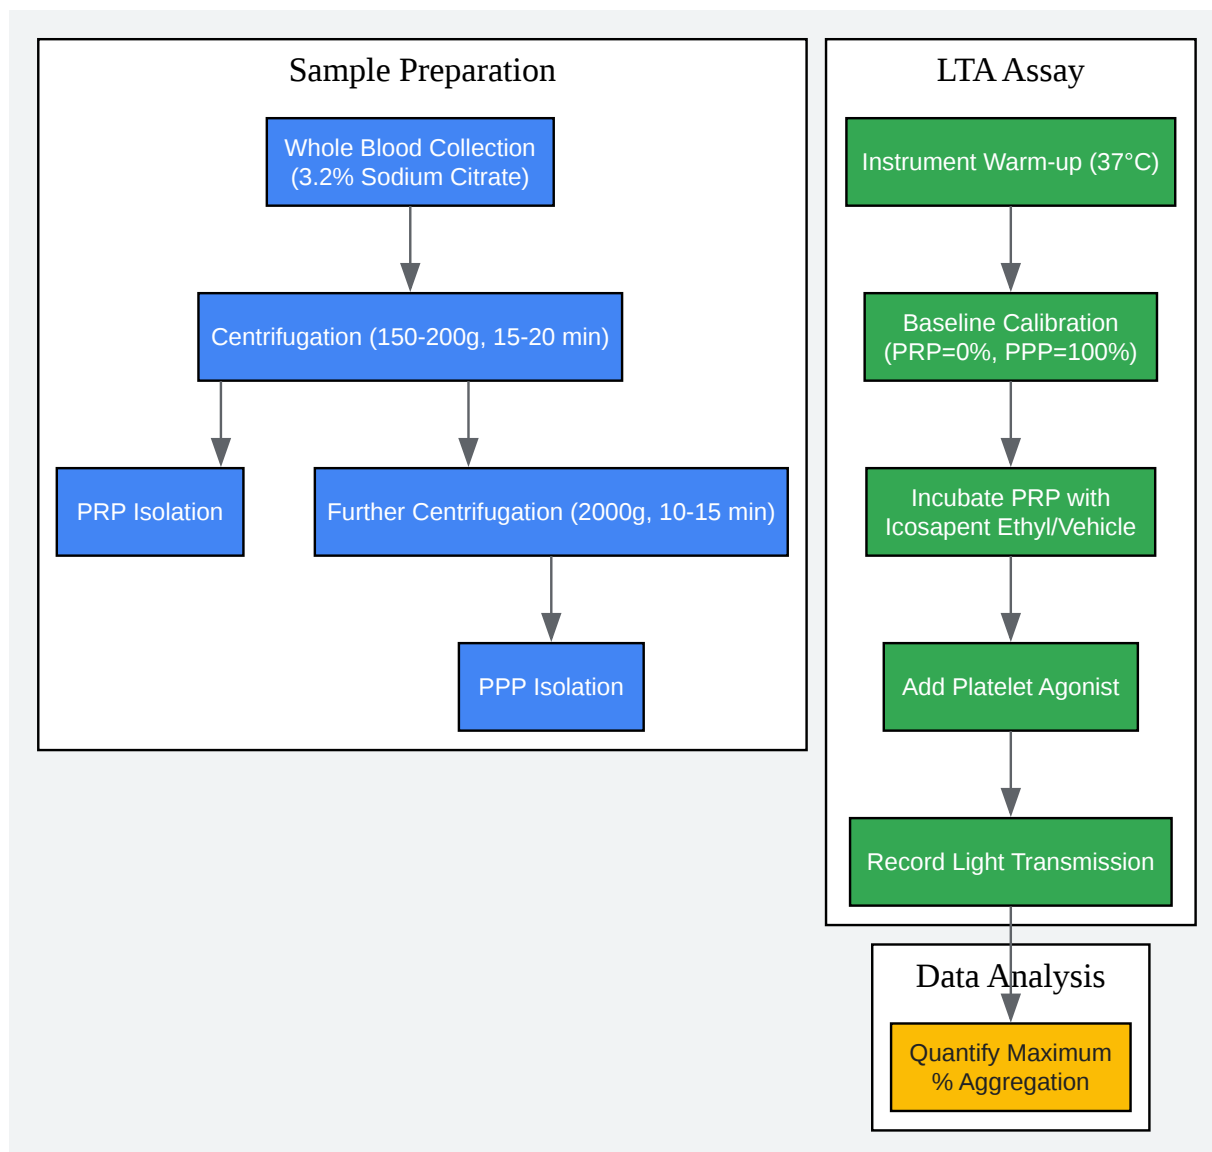 Sample Preparation
Whole Blood Collection
(3.2% Sodium Citrate)
Centrifugation (150-200g, 15-20 min)
PRP Isolation
Further Centrifugation (2000g, 10-15 min)
PPP Isolation
LTA Assay
Instrument Warm-up (37°C)
Baseline Calibration
(PRP=0%, PPP=100%)
Incubate PRP with
Icosapent Ethyl/Vehicle
Add Platelet Agonist
Record Light Transmission
Data Analysis
Quantify Maximum
% Aggregation